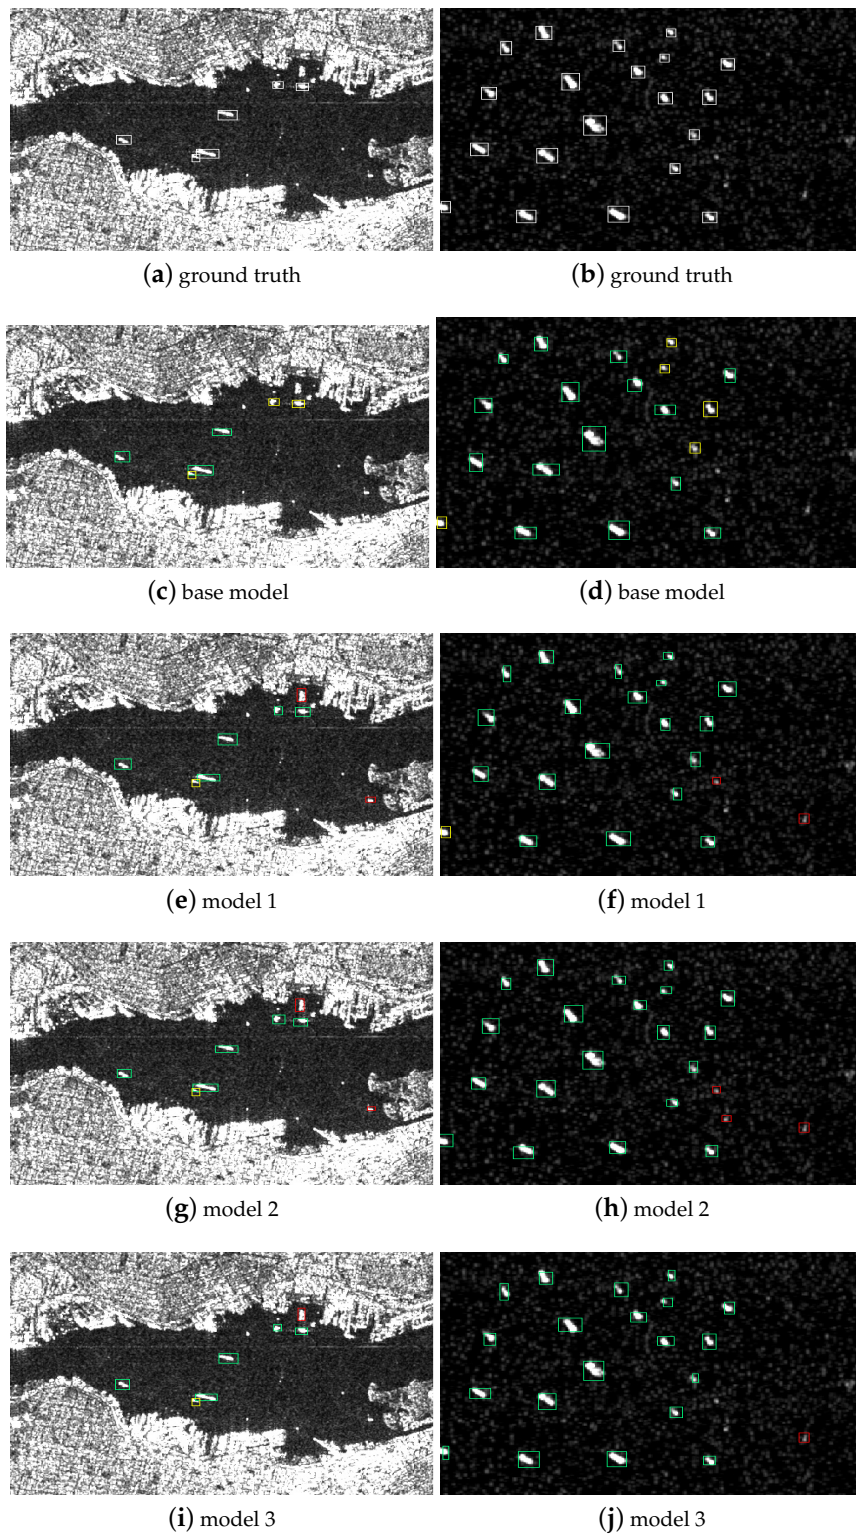 (a) ground truth
(b) ground truth
(c) base model
(d) base model
(e) model 1
(f) model 1
(g) model 2
(h) model 2
(i) model 3
(j) model 3